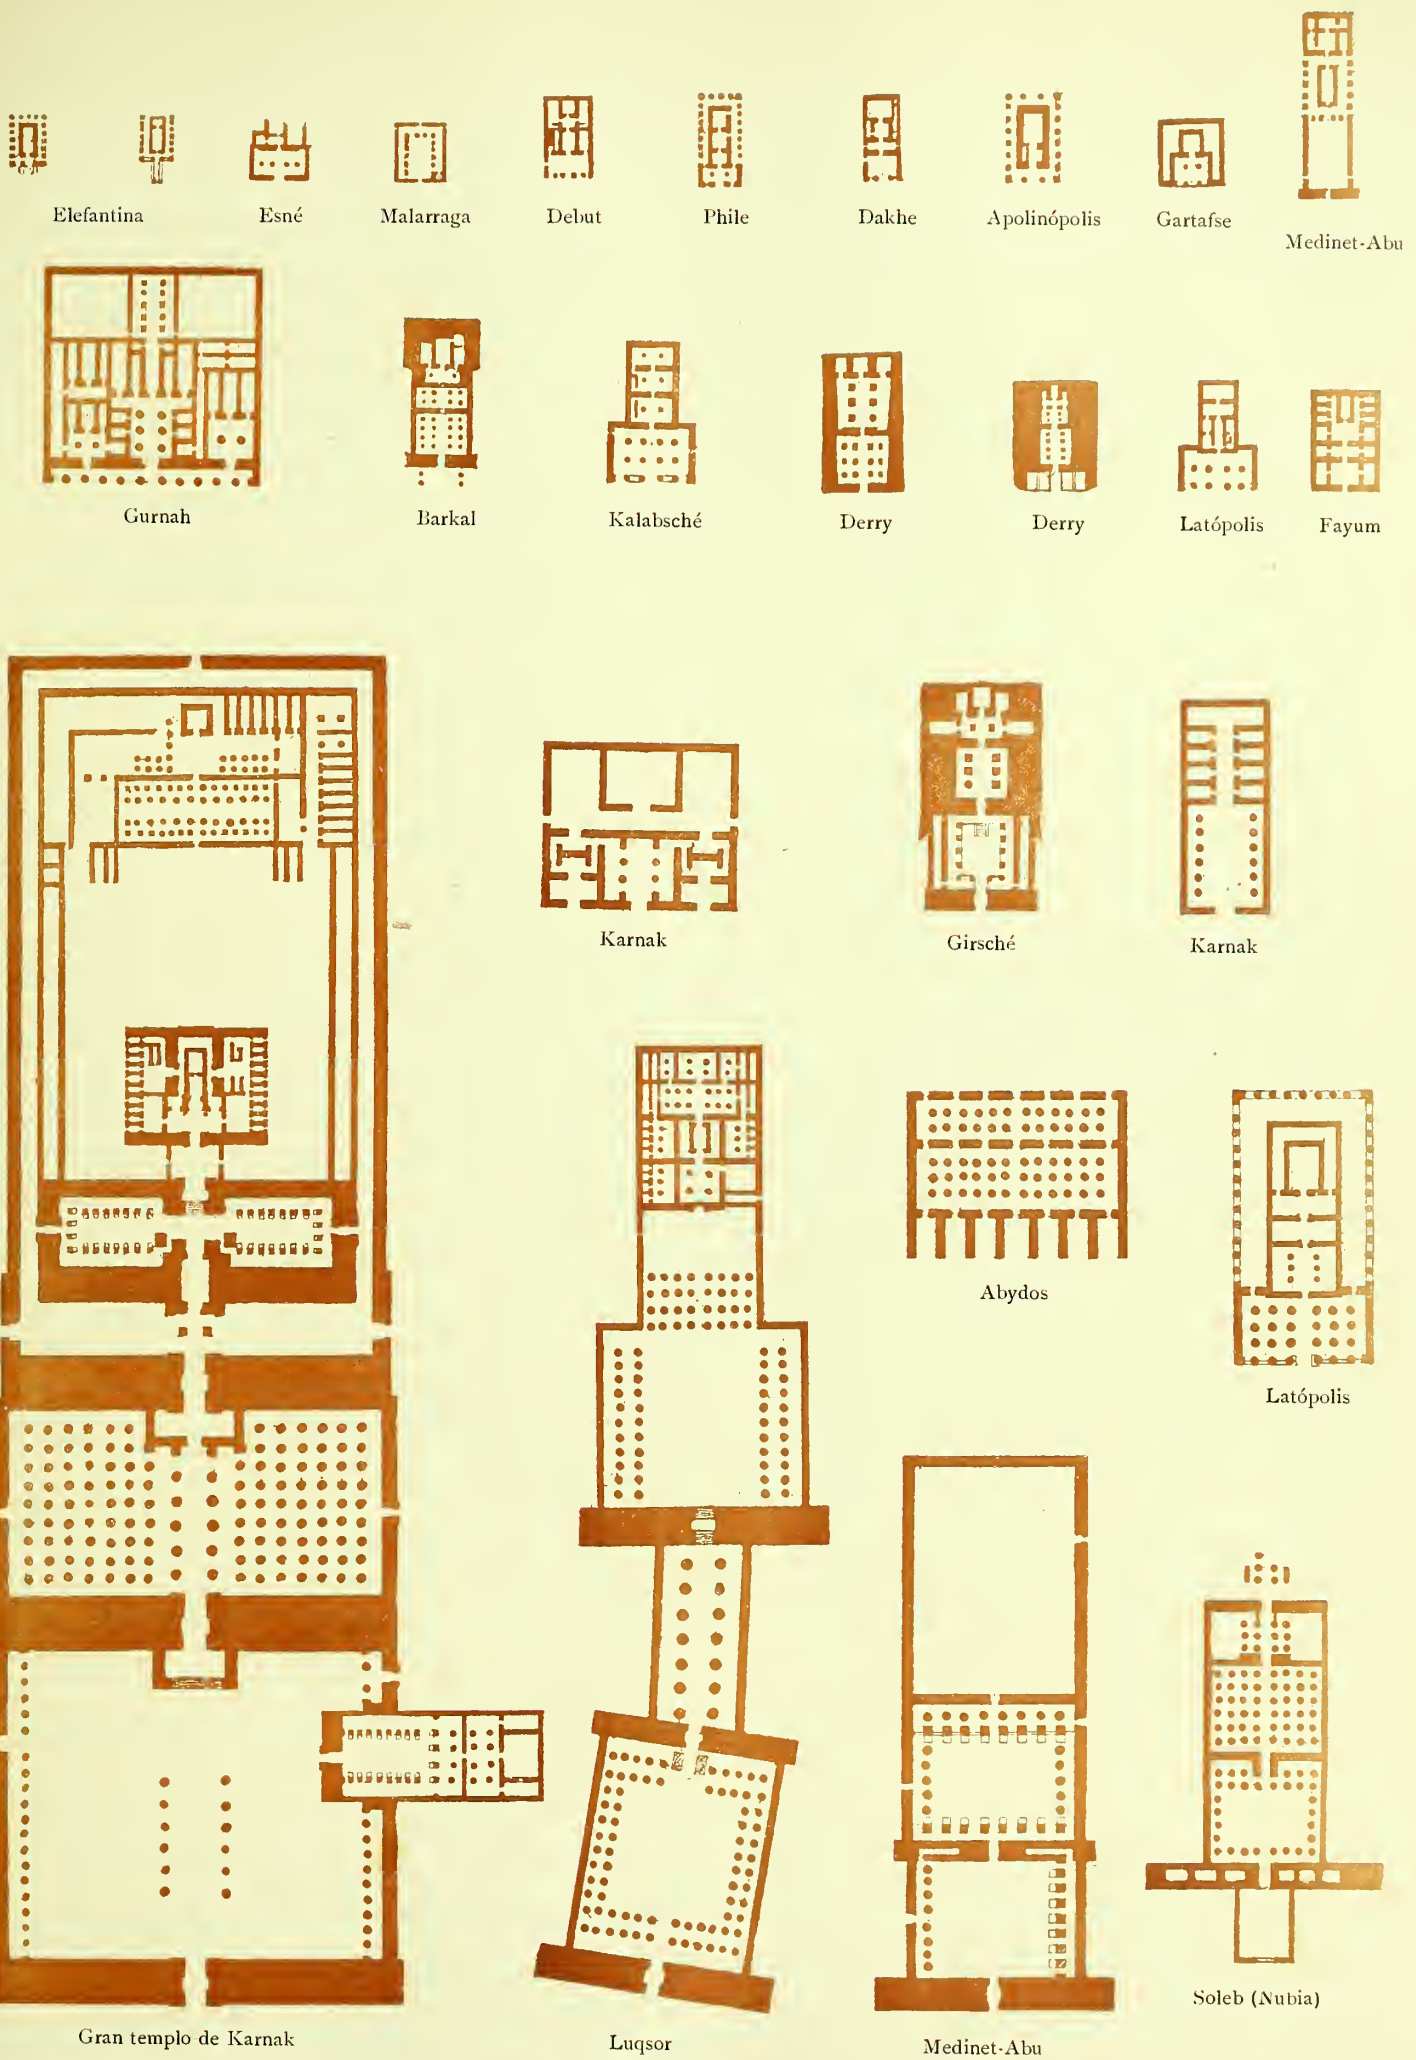 Elefantina
Esné
Malarraga
Debut
Phile
Dakhe
Apolinópolis
Gartafse
Medinet-Abu
Gurnah
Barkal
Kalabsché
Derry
Derry
Latópolis
Fayum
Karnak
Girsché
Karnak
Abydos
Latópolis
Gran templo de Karnak
Luqsor
Medinet-Abu
Soleb (Nubia)